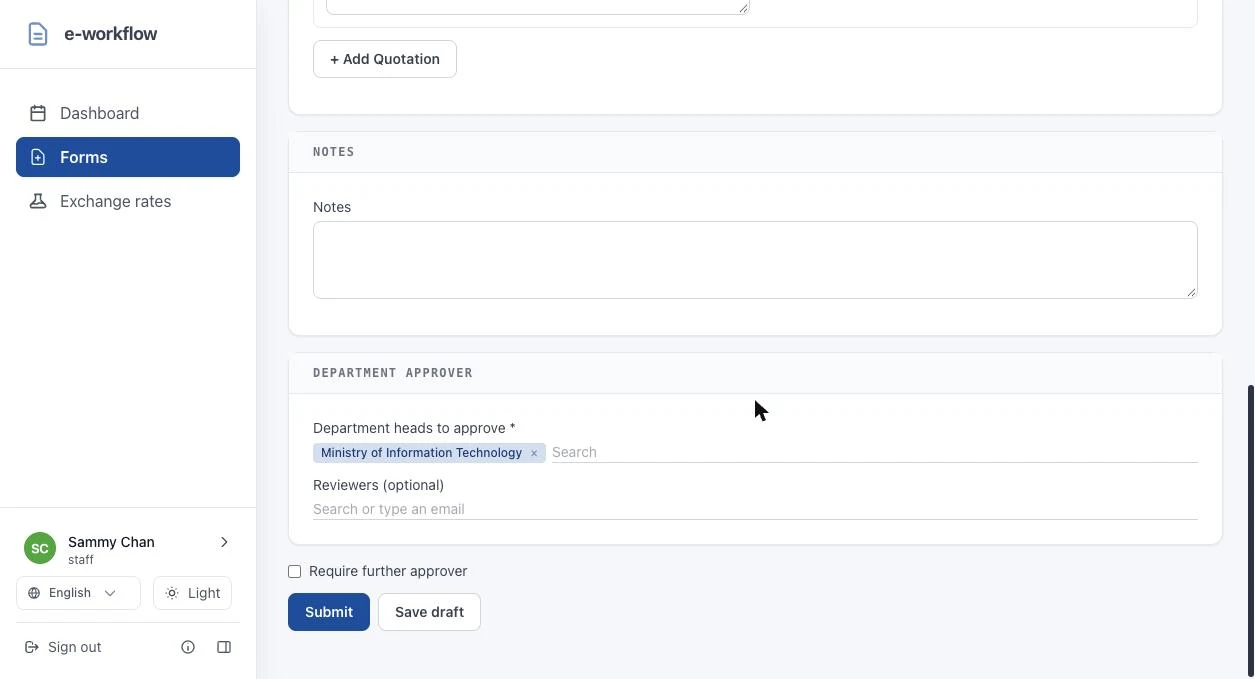 e-workflow
Dashboard
Forms
Exchange rates
+ Add Quotation
NOTES
Notes
DEPARTMENT APPROVER
Department heads to approve *
Ministry of Information Technology × Search
Reviewers (optional)
Search or type an email
Require further approver
Submit
Save draft
SC
Sammy Chan
staff
English
Light
Sign out